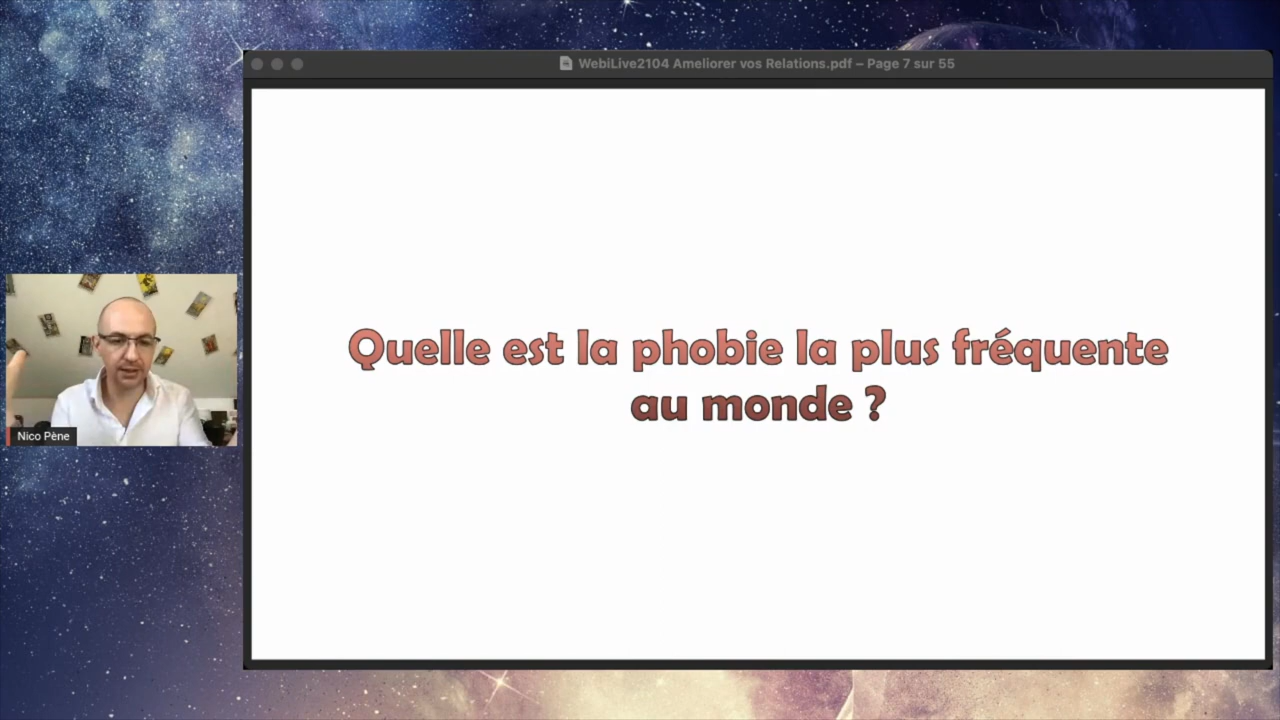 WebiLive2104 Ameliorer vos Relations.pdf – Page 7 sur 55
Quelle est la phobie la plus fréquente
au monde ?
Nico Pène